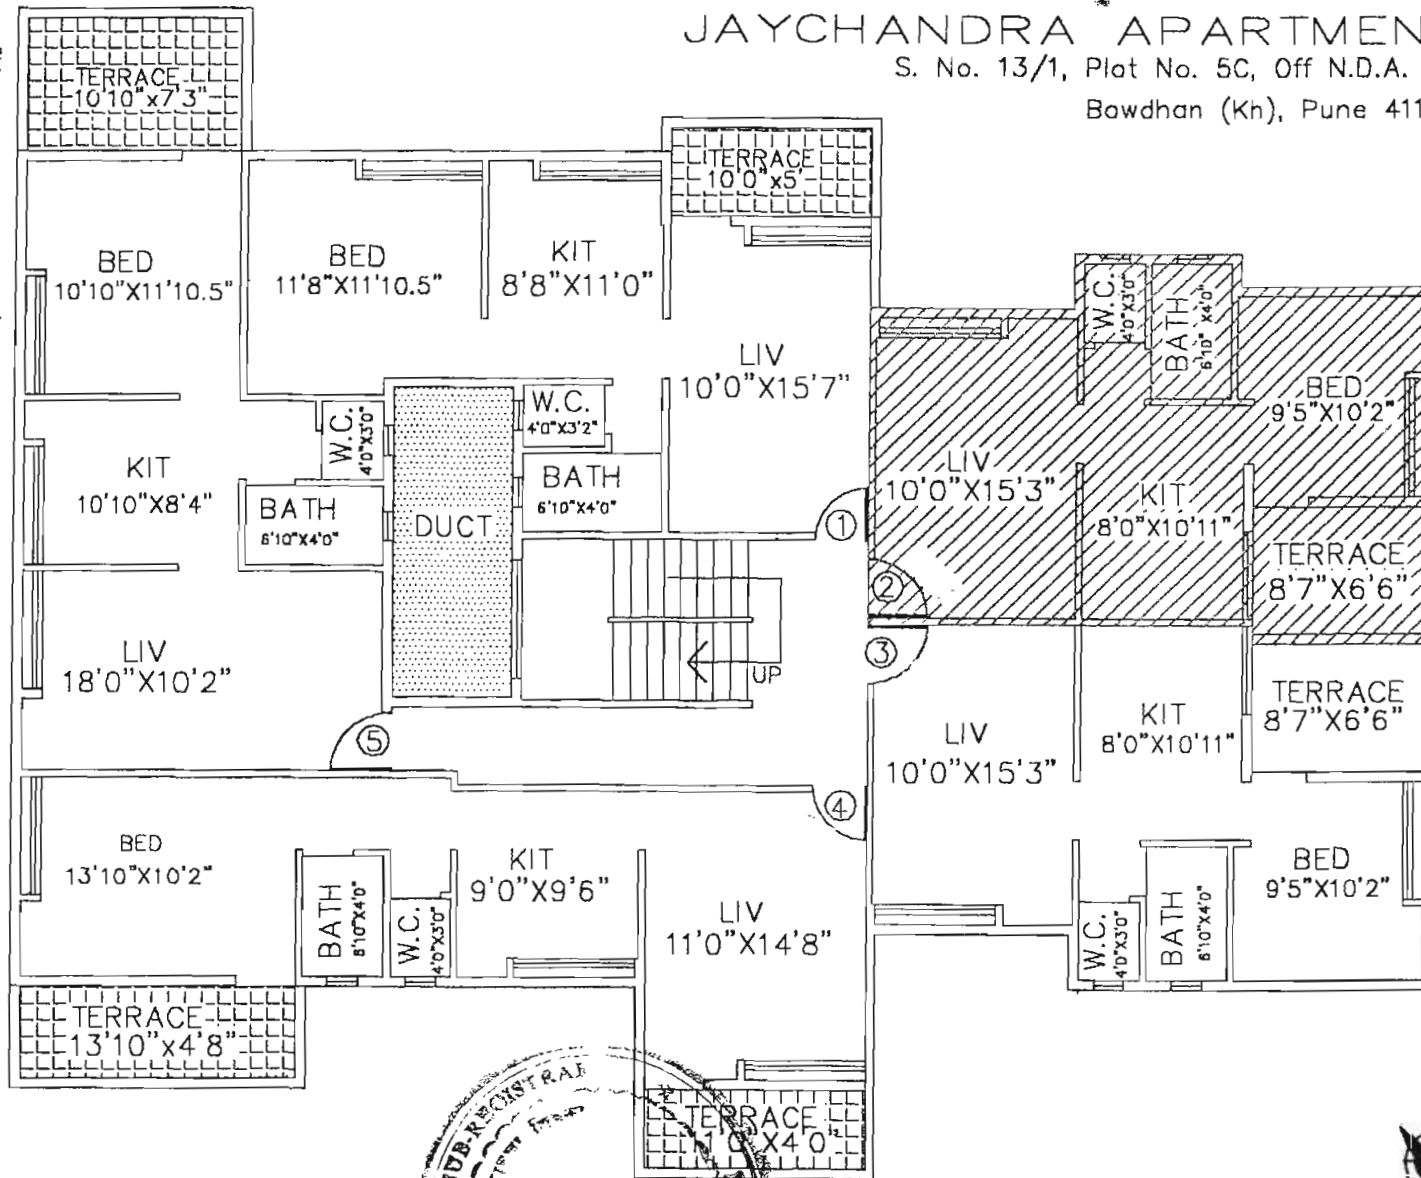 JAYCHANDRA APARTMEN
S. No. 13/1, Plot No. 5C, Off N.D.A.
Bawdhan (Kh), Pune 411
TERRACE
10'10"x7'3"
TERRACE
10'0"x5'
BED
10'10"X11'10.5"
BED
11'8"X11'10.5"
KIT
8'8"X11'0"
LIV
10'0"X15'7"
W.C.
4'0"X3'0"
BATH
6'10"X4'0"
BED
9'5"X10'2"
W.C.
4'0"X3'2"
W.C.
4'0"X3'0"
KIT
10'10"X8'4"
BATH
6'10"X4'0"
BATH
6'10"X4'0"
DUCT
LIV
10'0"X15'3"
KIT
8'0"X10'11"
TERRACE
8'7"X6'6"
1
2
3
UP
LIV
18'0"X10'2"
5
4
TERRACE
8'7"X6'6"
KIT
8'0"X10'11"
LIV
10'0"X15'3"
BED
13'10"X10'2"
BATH
6'10"X4'0"
W.C.
4'0"X3'0"
KIT
9'0"X9'6"
LIV
11'0"X14'8"
BED
9'5"X10'2"
W.C.
4'0"X3'0"
BATH
6'10"X4'0"
TERRACE
13'10"x4'8"
TERRACE
11'0"X4'0"
SUB-REGISTRAR